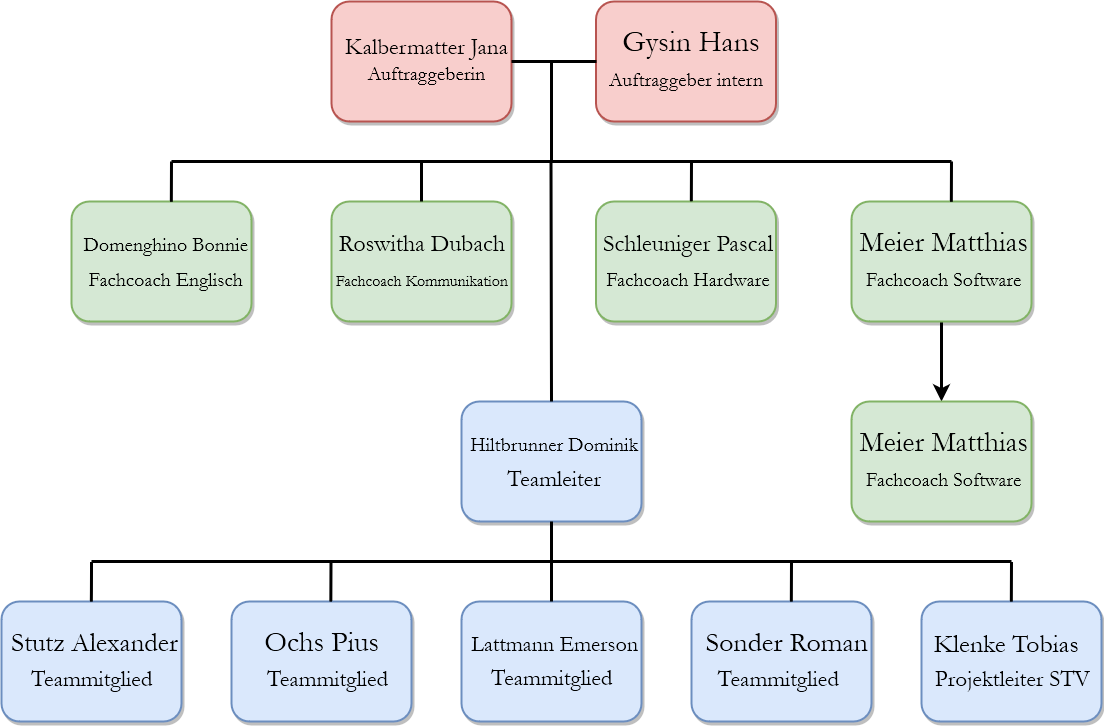 Kalbermatter Jana
Auftraggeberin
Gysin Hans
Auftraggeber intern
Domenghino Bonnie
Fachcoach Englisch
Roswitha Dubach
Fachcoach Kommunikation
Schleuniger Pascal
Fachcoach Hardware
Meier Matthias
Fachcoach Software
Hiltbrunner Dominik
Teamleiter
Meier Matthias
Fachcoach Software
Stutz Alexander
Teammitglied
Ochs Pius
Teammitglied
Lattmann Emerson
Teammitglied
Sonder Roman
Teammitglied
Klenke Tobias
Projektleiter STV